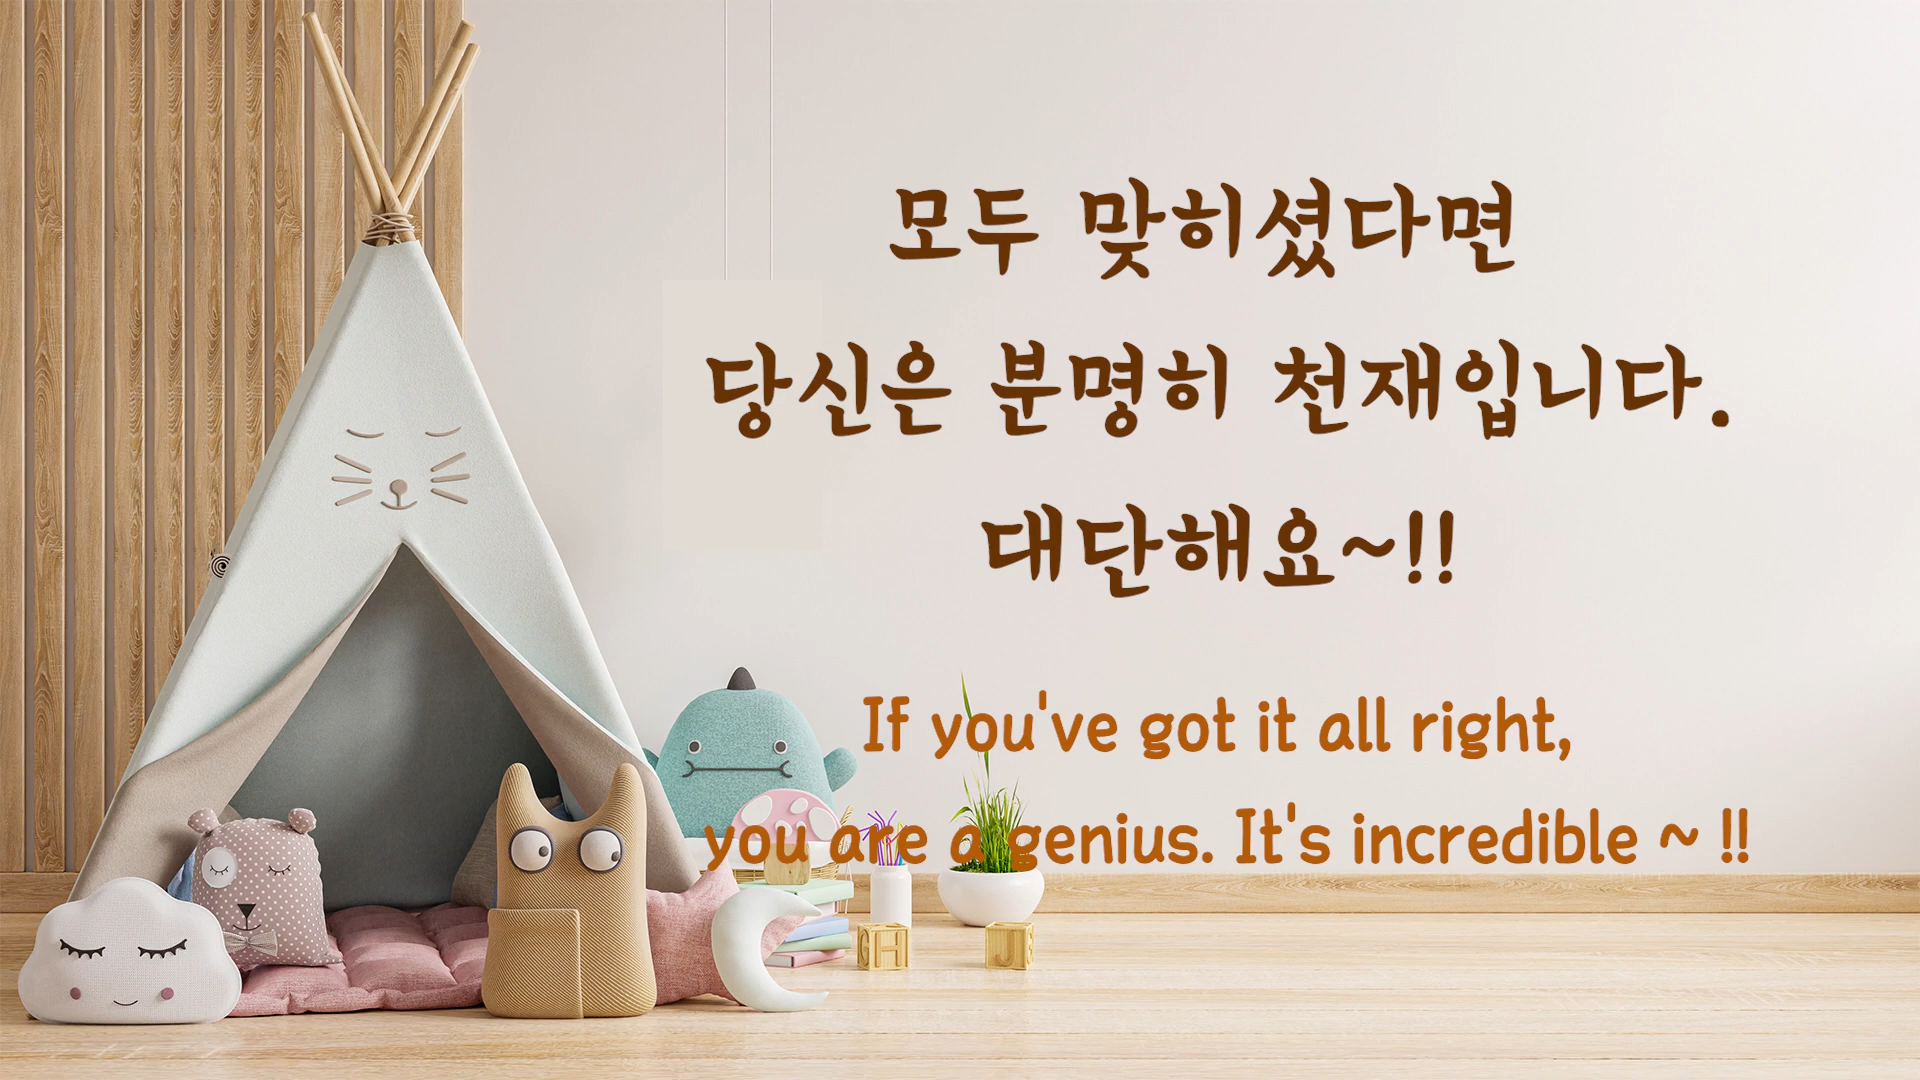 모두 맞히셨다면
당신은 분명히 천재입니다.
대단해요~!!
If you've got it all right,
you are a genius. It's incredible ~ !!
H J